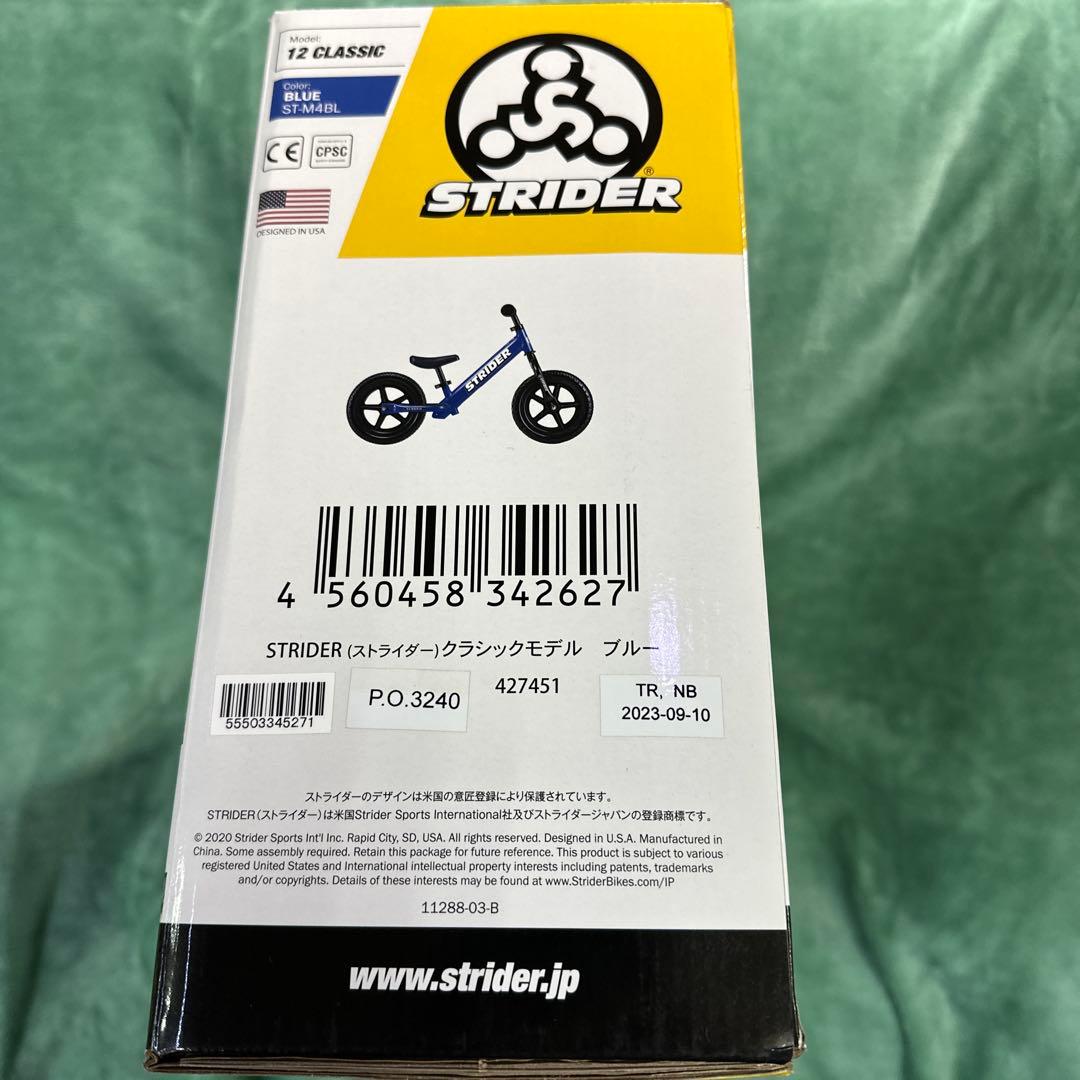 Model:
12 CLASSIC
Color:
BLUE
ST-M4BL
CE
CPSC
DESIGNED IN USA
S
STRIDER®
STRIDER
4 560458 342627
STRIDER (ストライダー)クラシックモデル ブルー
55503345271
P.O.3240
427451
TR, NB
2023-09-10
ストライダーのデザインは米国の意匠登録により保護されています。
STRIDER(ストライダー)は米国Strider Sports International社及びストライダージャパンの登録商標です。
© 2020 Strider Sports Int'l Inc. Rapid City, SD, USA. All rights reserved. Designed in U.S.A. Manufactured in
China. Some assembly required. Retain this package for future reference. This product is subject to various
registered United States and International intellectual property interests including patents, trademarks
and/or copyrights. Details of these interests may be found at www.StriderBikes.com/IP
11288-03-B
www.strider.jp